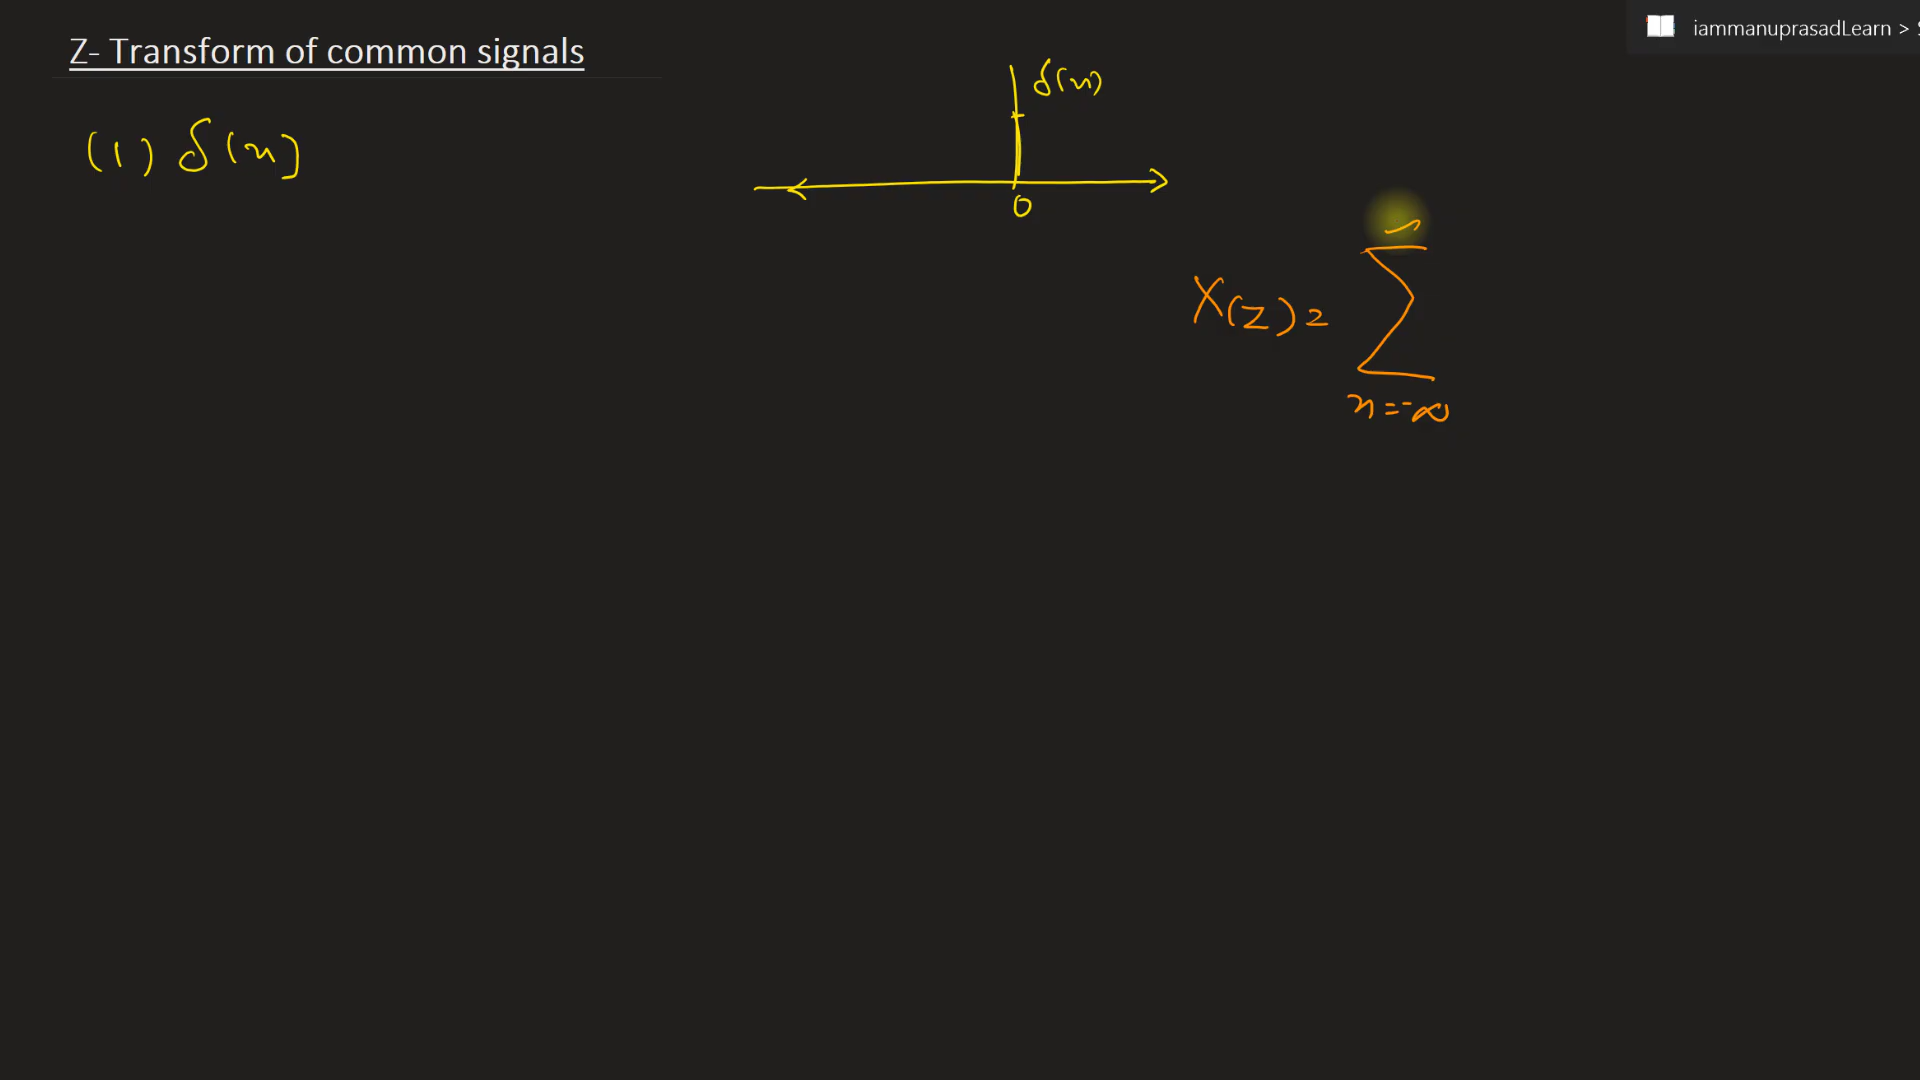 Z- Transform of common signals
iammanuprasadLearn >
δ(n)
(1) δ(n)
0
X(z) = ∑
n=-∞